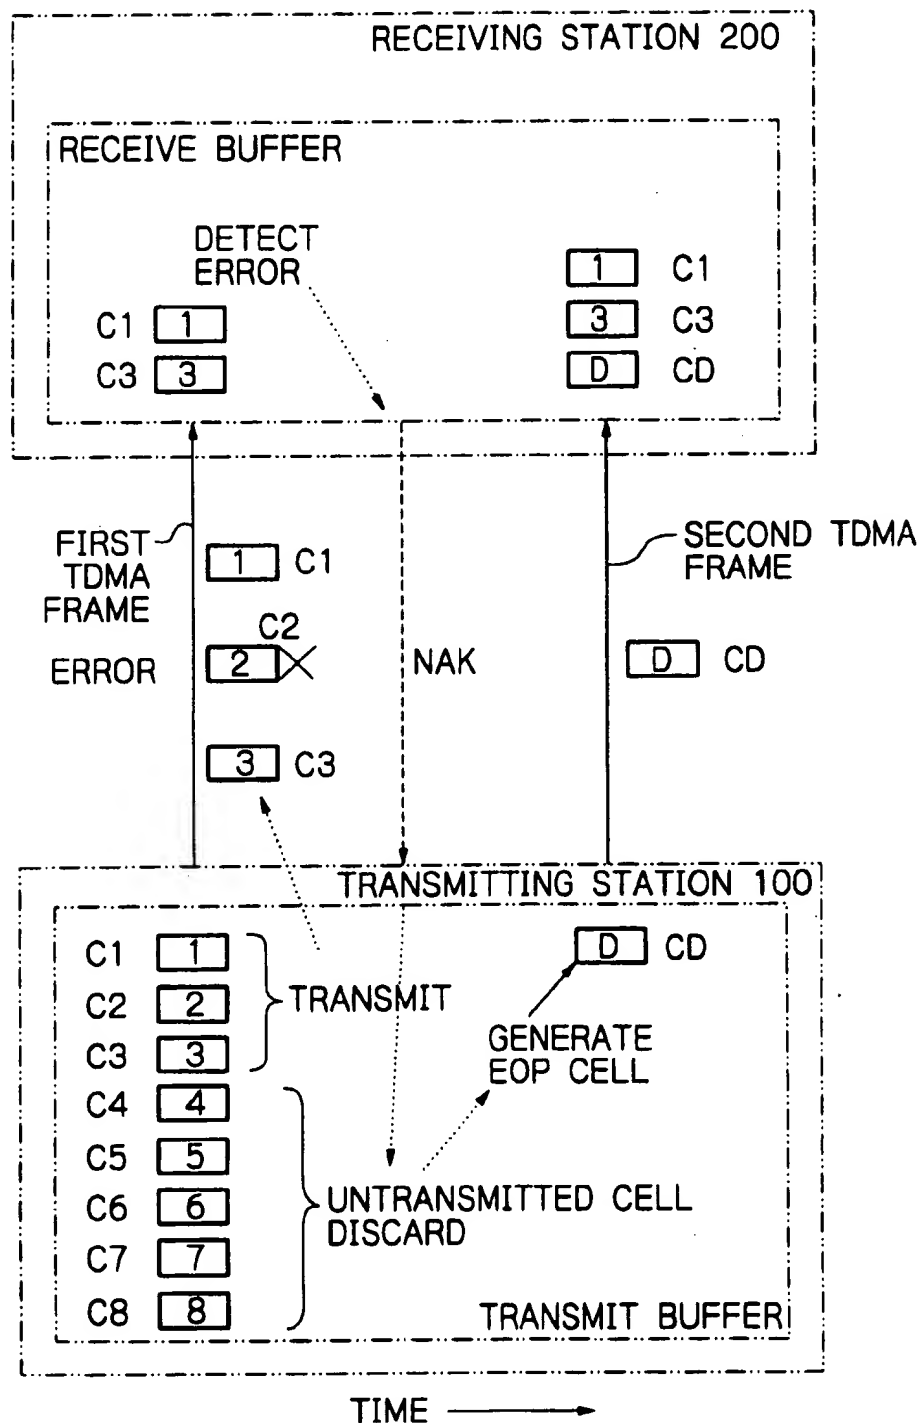 RECEIVING STATION 200
RECEIVE BUFFER
DETECT
ERROR
C1 1
C3 3
1 C1
3 C3
D CD
FIRST
TDMA
FRAME
1 C1
C2
ERROR 2
3 C3
NAK
SECOND TDMA
FRAME
D CD
TRANSMITTING STATION 100
C1 1
C2 2
C3 3
C4 4
C5 5
C6 6
C7 7
C8 8
TRANSMIT
D CD
GENERATE
EOP CELL
UNTRANSMITTED CELL
DISCARD
TRANSMIT BUFFER
TIME